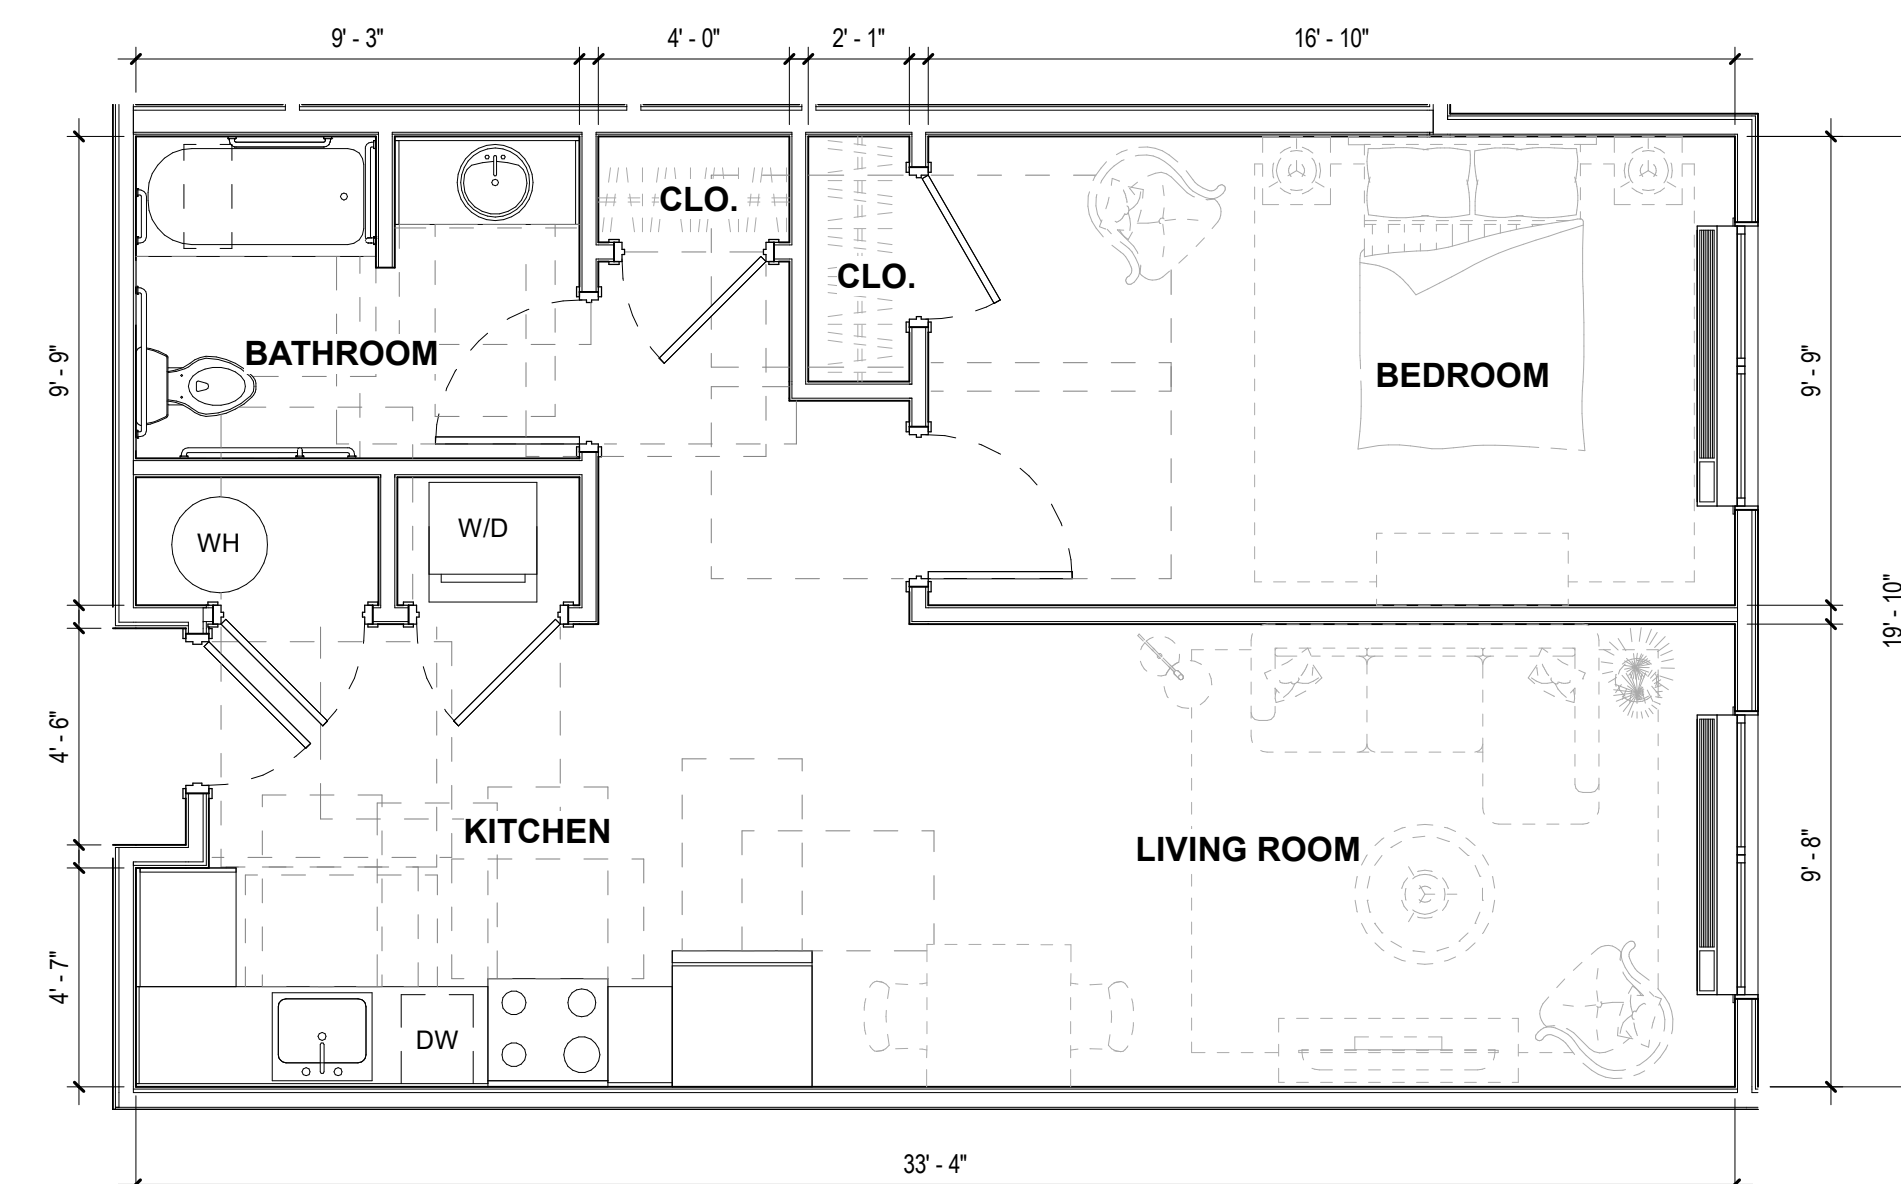 9' - 3"
4' - 0"
2' - 1"
16' - 10"
CLO.
CLO.
BATHROOM
BEDROOM
9' - 9"
9' - 9"
WH
W/D
19' - 10"
4' - 6"
KITCHEN
LIVING ROOM
9' - 8"
4' - 7"
DW
33' - 4"